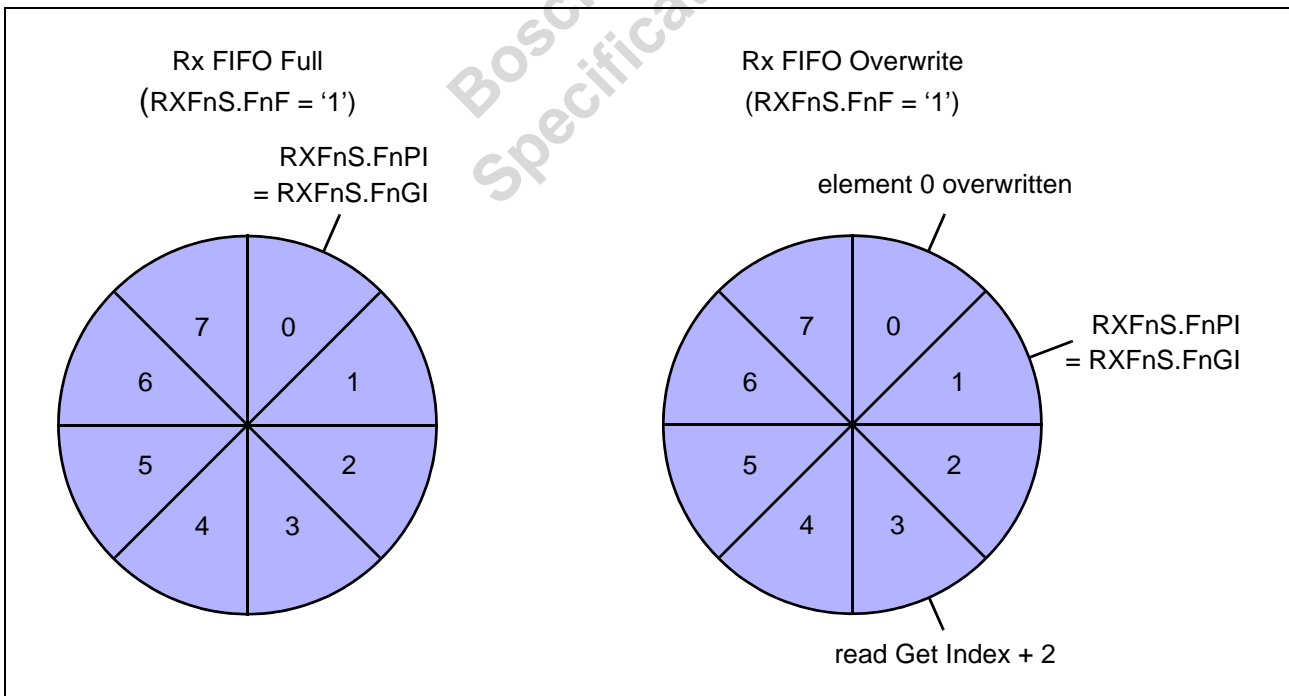 Bosch
Specificat
Rx FIFO Full
(RXFnS.FnF = ‘1’)
RXFnS.FnPI
= RXFnS.FnGI
7
0
6
1
5
2
4
3
Rx FIFO Overwrite
(RXFnS.FnF = ‘1’)
element 0 overwritten
RXFnS.FnPI
= RXFnS.FnGI
7
0
6
1
5
2
4
3
read Get Index + 2